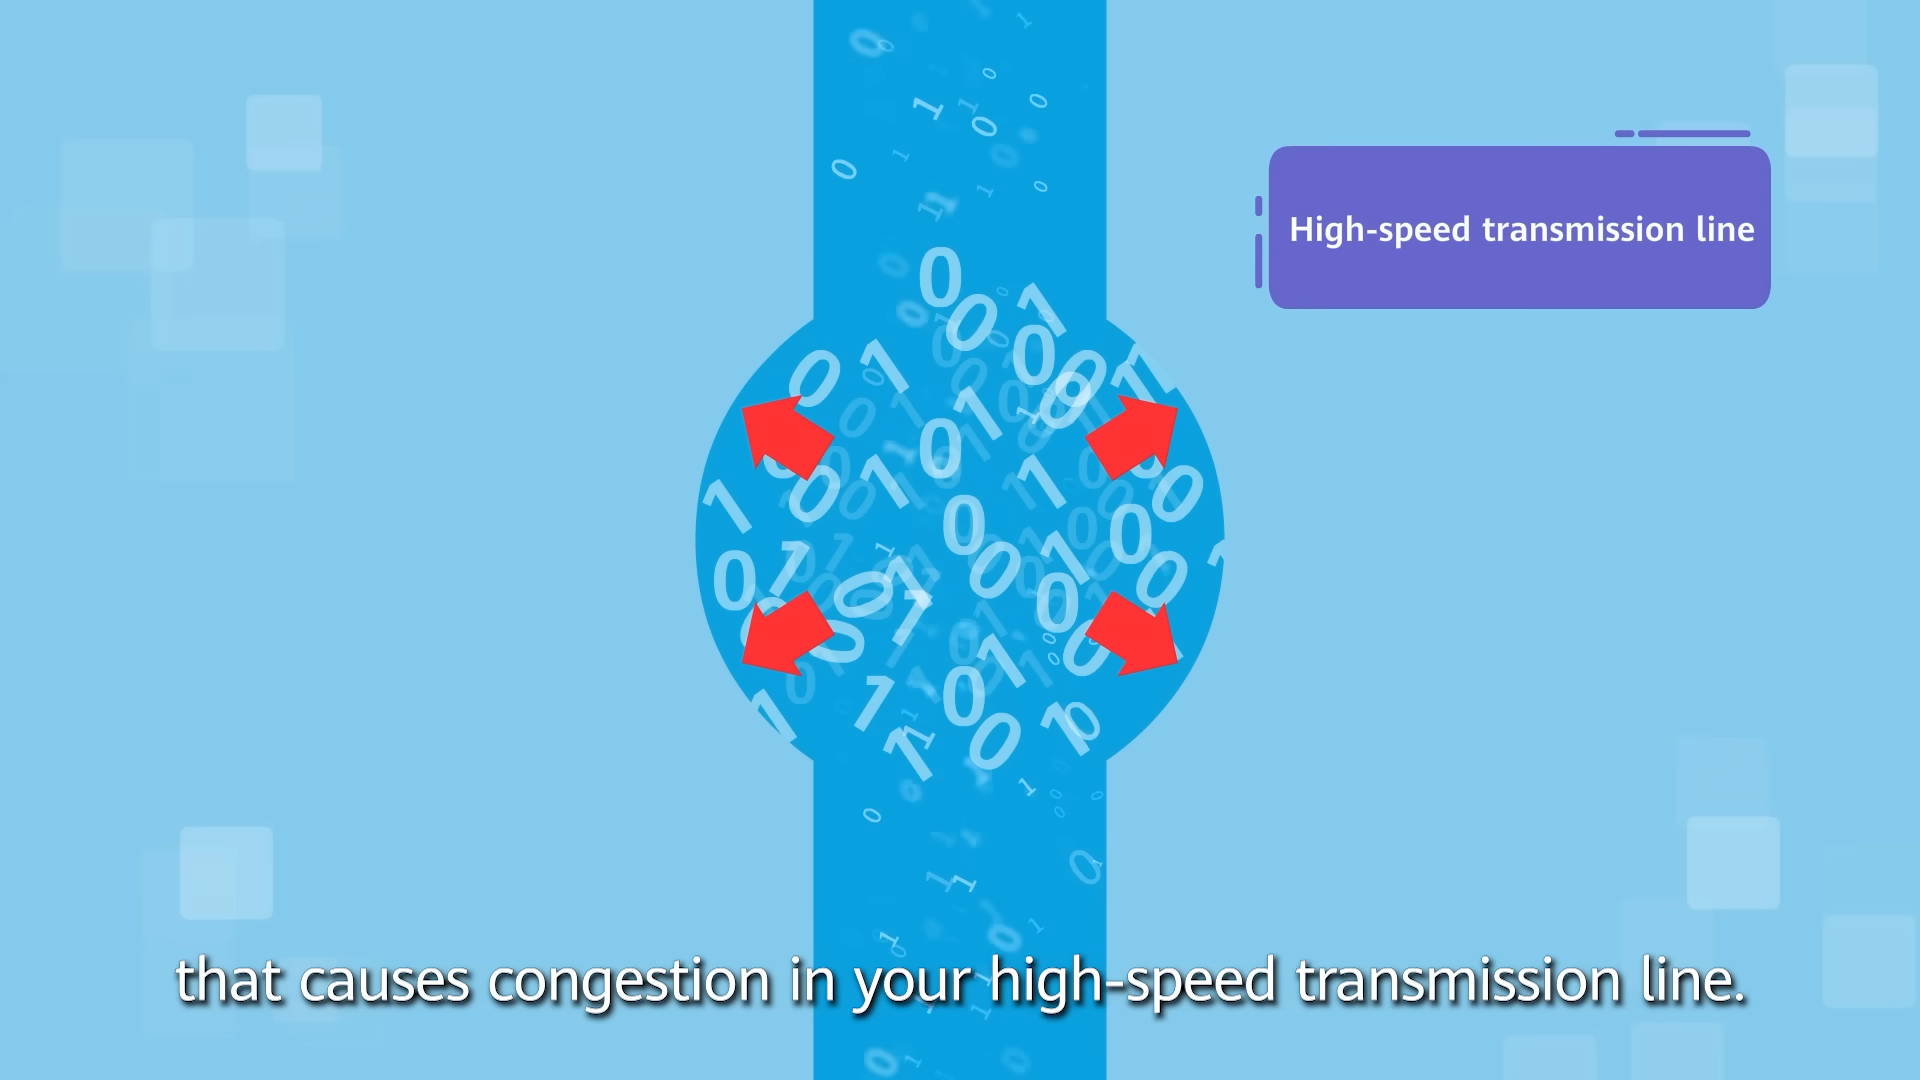 High-speed transmission line
that causes congestion in your high-speed transmission line.